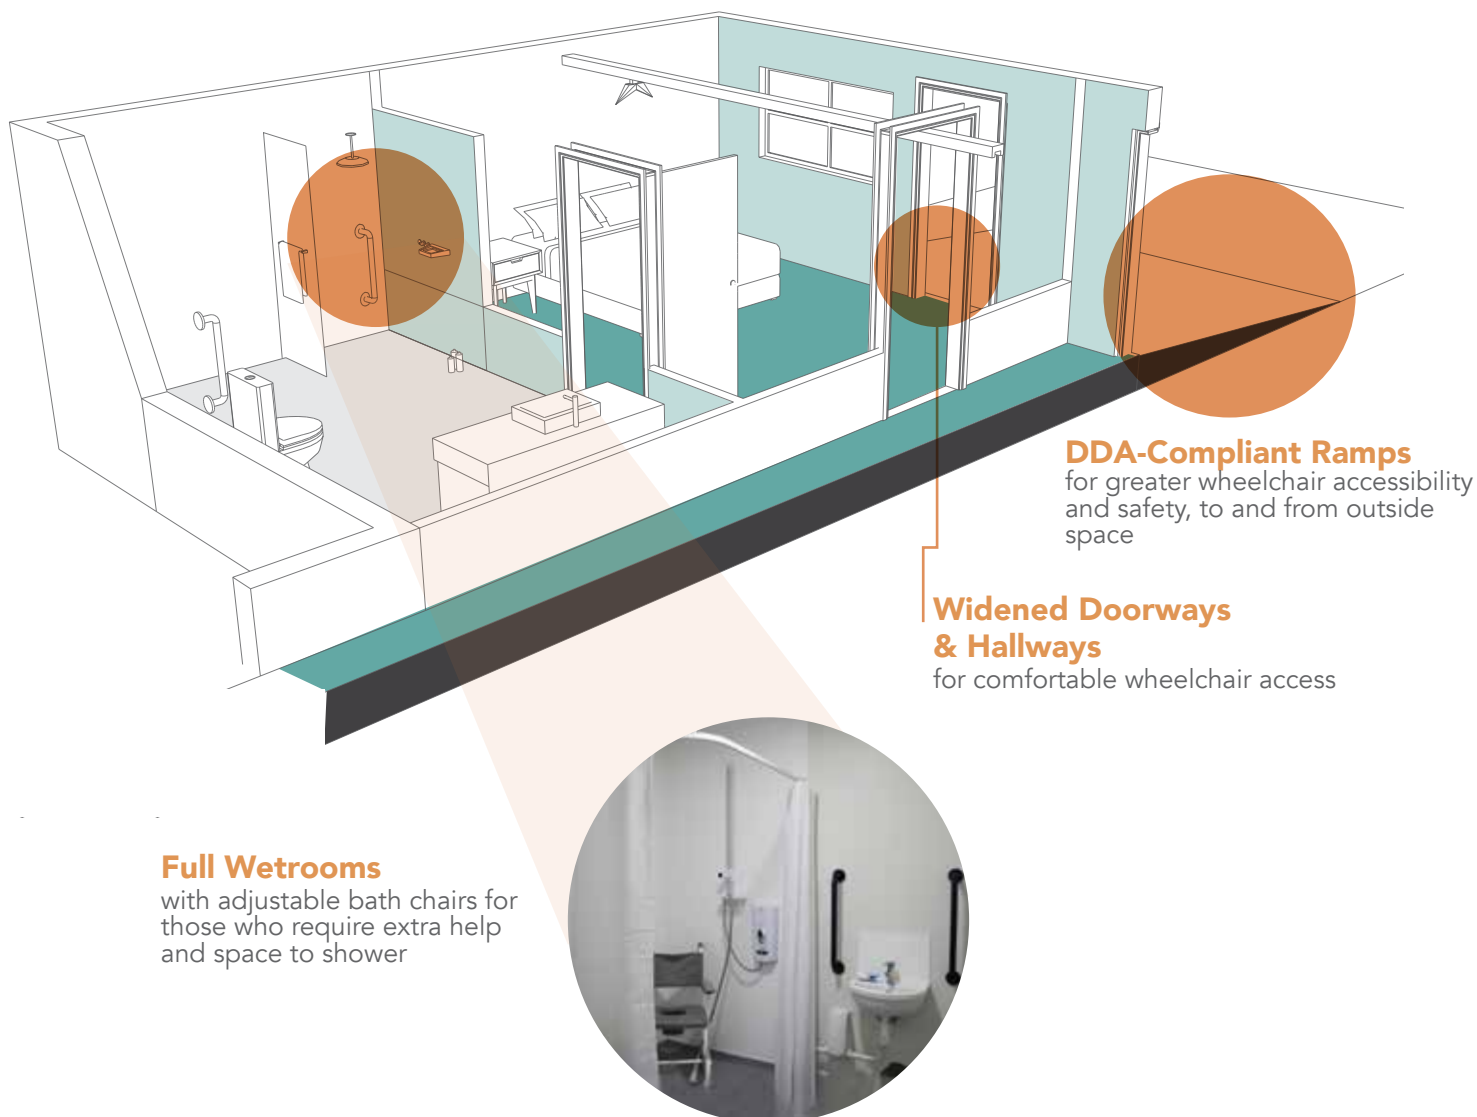 DDA-Compliant Ramps
for greater wheelchair accessibility
and safety, to and from outside
space
Widened Doorways
& Hallways
for comfortable wheelchair access
Full Wetrooms
with adjustable bath chairs for
those who require extra help
and space to shower